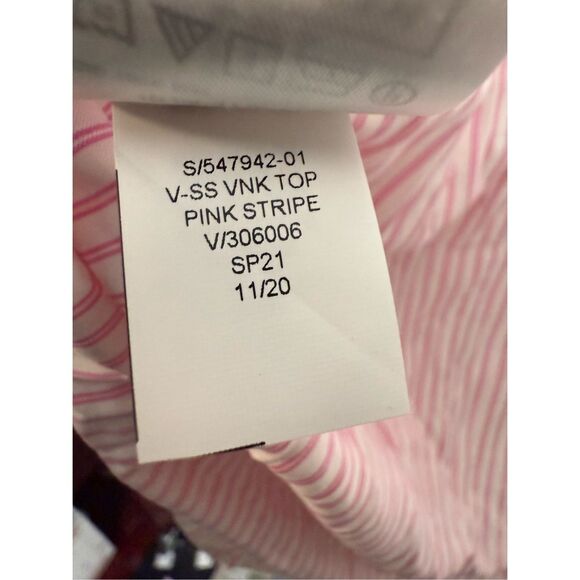 S/547942-01
V-SS VNK TOP
PINK STRIPE
V/306006
SP21
11/20